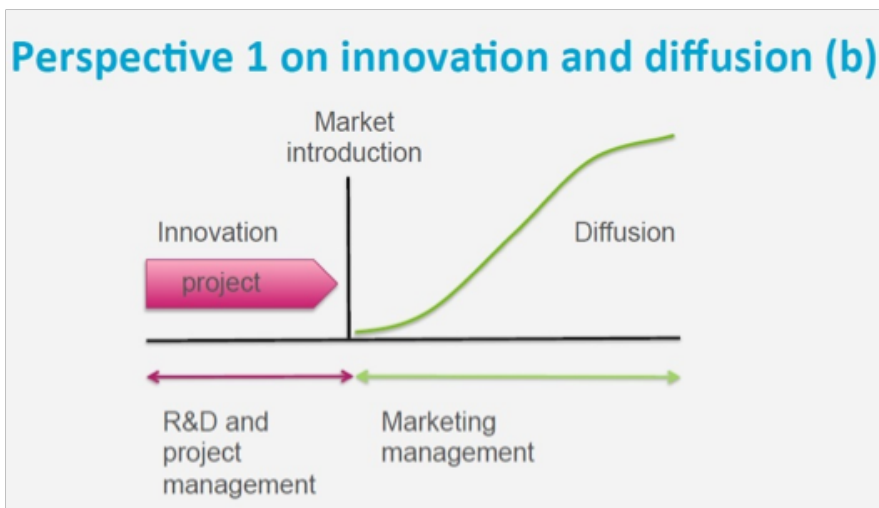 Perspective 1 on innovation and diffusion (b)
Market
introduction
Innovation
project
Diffusion
R&D and
project
management
Marketing
management